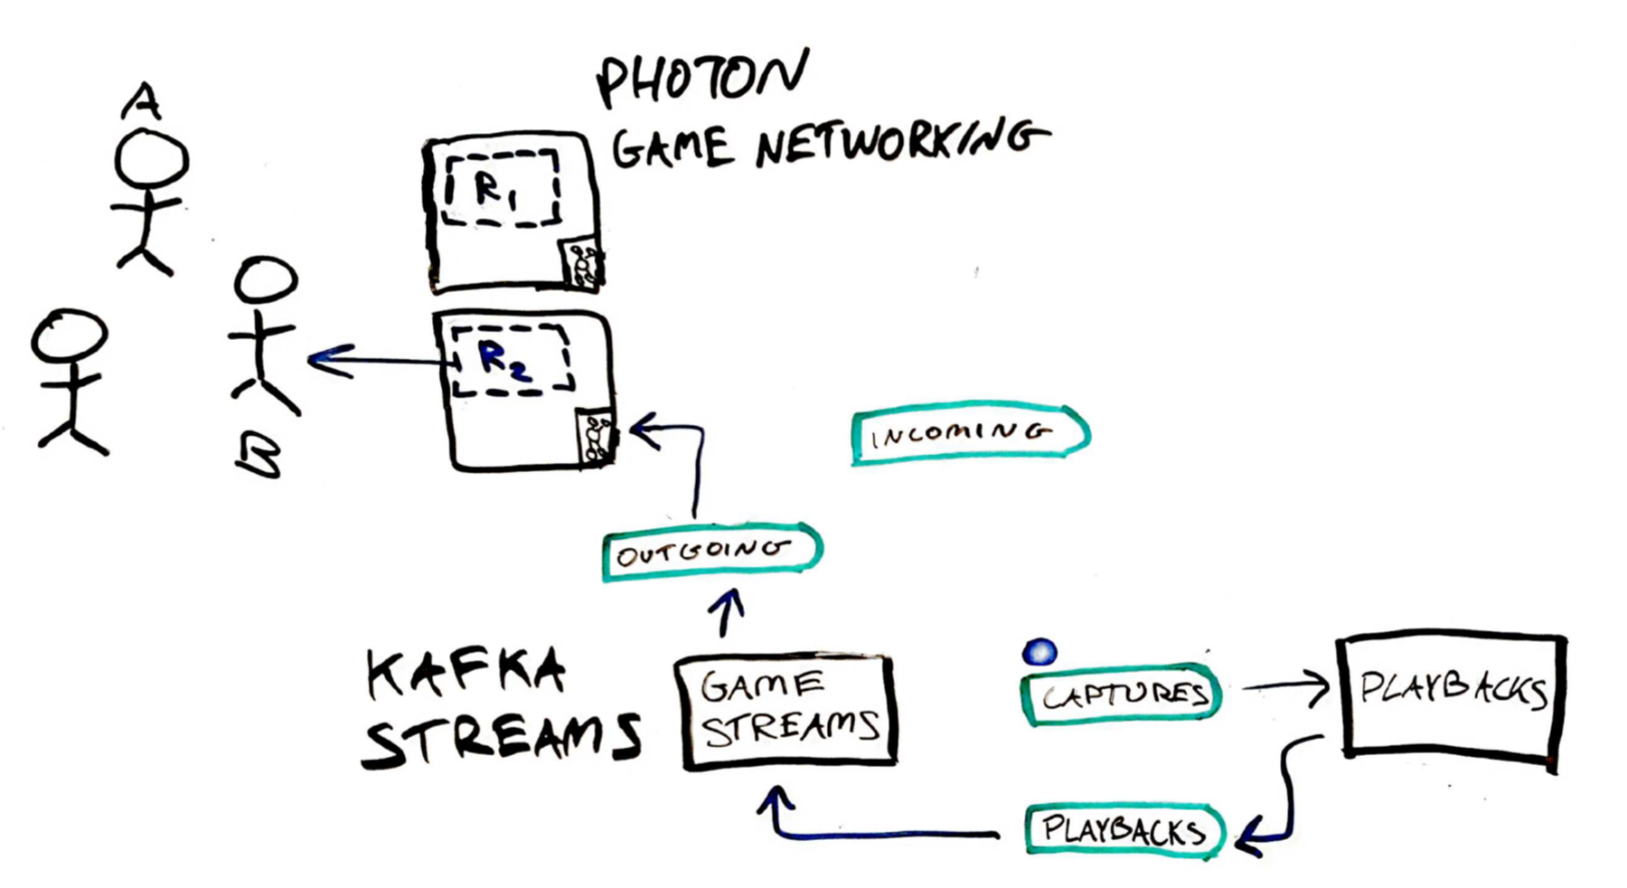 A
PHOTON
GAME NETWORKING
R1
R2
B
INCOMING
OUTGOING
KAFKA
STREAMS
GAME
STREAMS
CAPTURES
PLAYBACKS
PLAYBACKS